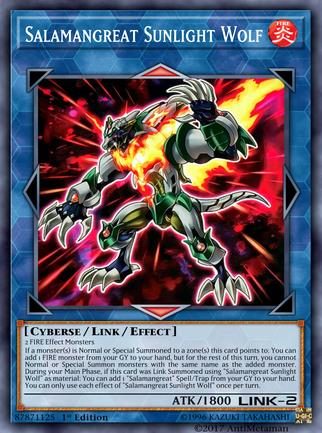 Salamangreat Sunlight Wolf
FIRE
炎
[Cyberse / Link / Effect]
2 FIRE Effect Monsters
If a monster(s) is Normal or Special Summoned to a zone(s) this card points to: You can
add 1 FIRE monster from your GY to your hand, but for the rest of this turn, you cannot
Normal or Special Summon monsters with the same name as the added monster.
During your Main Phase, if this card was Link Summoned using "Salamangreat Sunlight
Wolf" as material: You can add 1 "Salamangreat" Spell/Trap from your GY to your hand.
You can only use each effect of "Salamangreat Sunlight Wolf" once per turn.
ATK/1800 LINK-2
87871125 1st Edition
©1996 KAZUKI TAKAHASHI
©2017 AntiMetaman